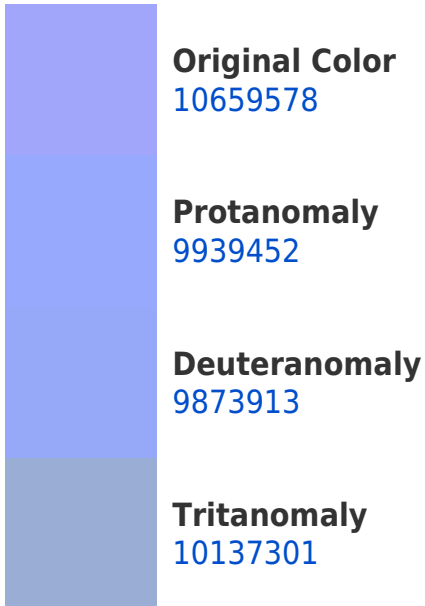 Original Color
10659578
Protanomaly
9939452
Deuteranomaly
9873913
Tritanomaly
10137301